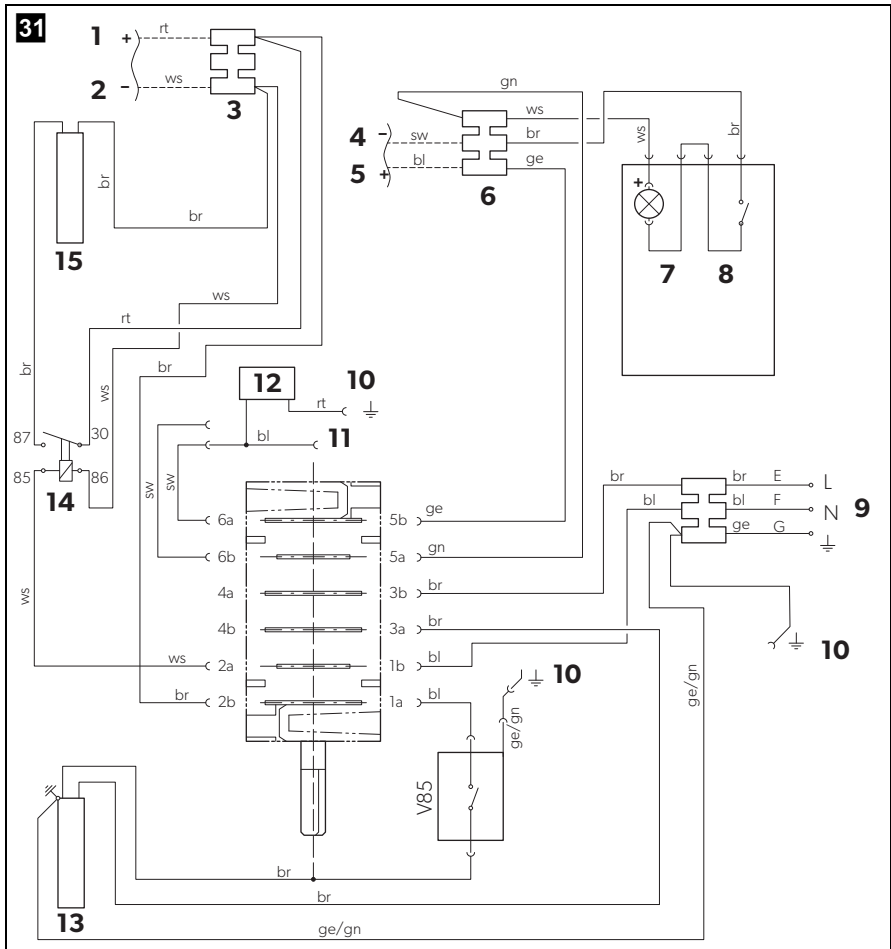 31
1 + rt
2 - ws
3
gn
ws
4 - sw br
5 + bl ge
6
ws
br
+
7
8
br
br
15
ws
rt
br
br
ws
12
10
rt
bl
11
87
30
85
86
14
sw
sw
br E L
br
bl F N 9
bl
ge G
6a
5b ge
6b
5a gn
4a
3b br
4b
3a br
ws
ws 2a
1b bl
br 2b
1a bl
10
10
ge/gn
ge/gn
V85
br
br
13
ge/gn